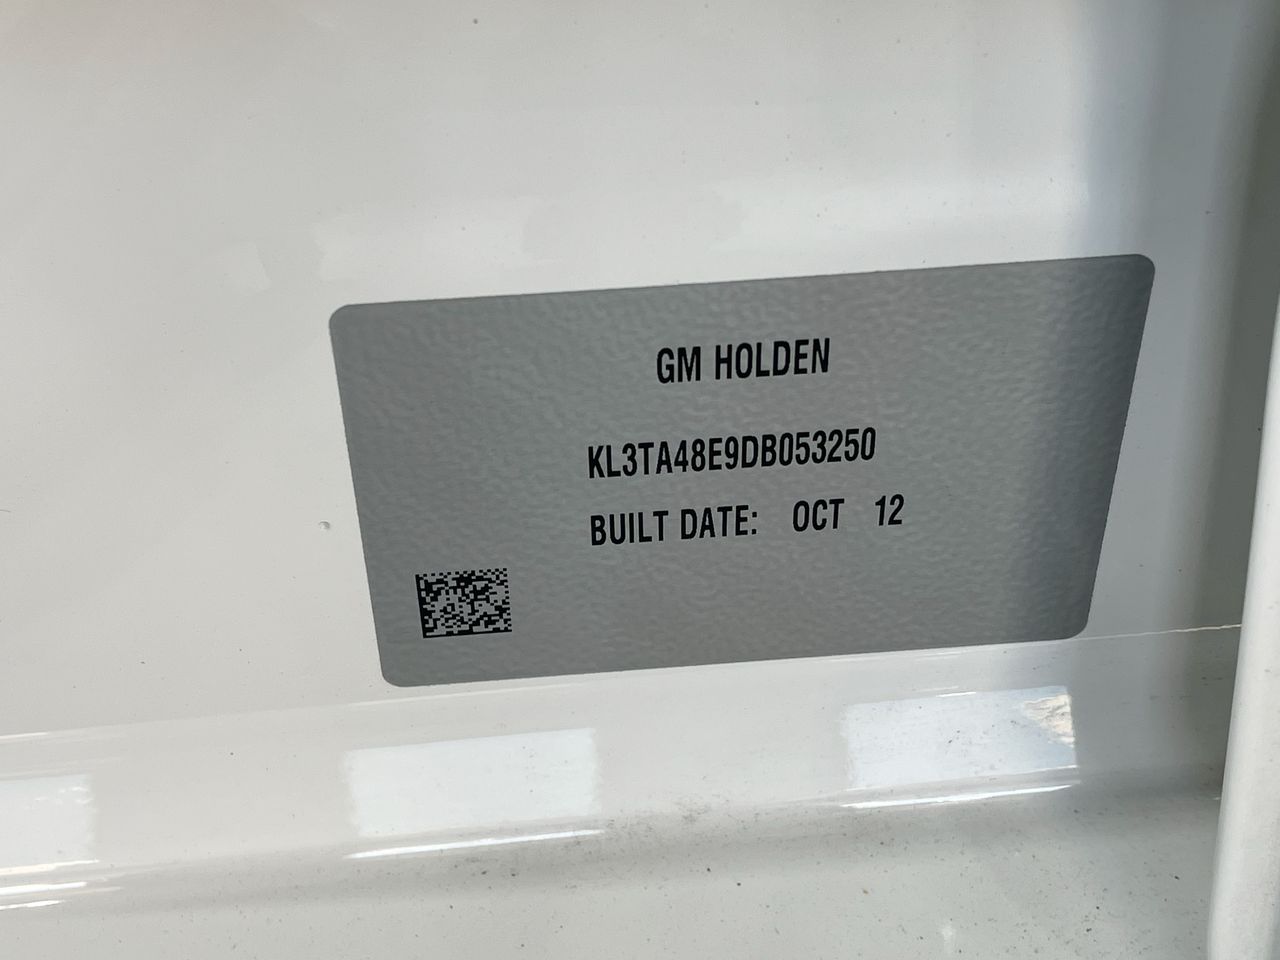 GM HOLDEN
KL3TA48E9DB053250
BUILT DATE: OCT 12